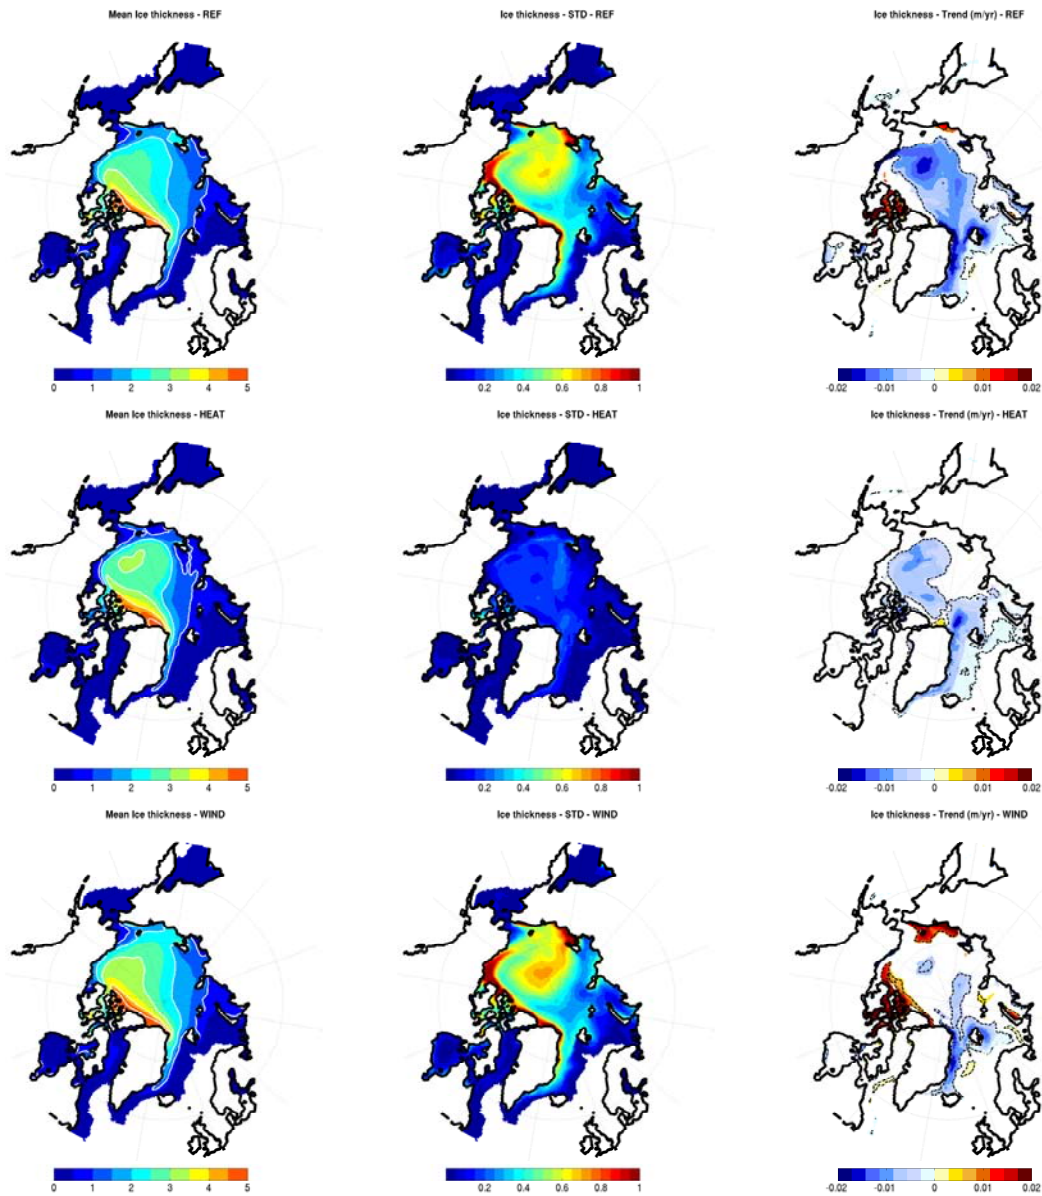 Mean Ice thickness - REF
Ice thickness - STD - REF
Ice thickness - Trend (m/yr) - REF
0 1 2 3 4 5
0.2 0.4 0.6 0.8 1
-0.02 -0.01 0 0.01 0.02
Mean Ice thickness - HEAT
Ice thickness - STD - HEAT
Ice thickness - Trend (m/yr) - HEAT
0 1 2 3 4 5
0.2 0.4 0.6 0.8 1
-0.02 -0.01 0 0.01 0.02
Mean Ice thickness - WIND
Ice thickness - STD - WIND
Ice thickness - Trend (m/yr) - WIND
0 1 2 3 4 5
0.2 0.4 0.6 0.8 1
-0.02 -0.01 0 0.01 0.02